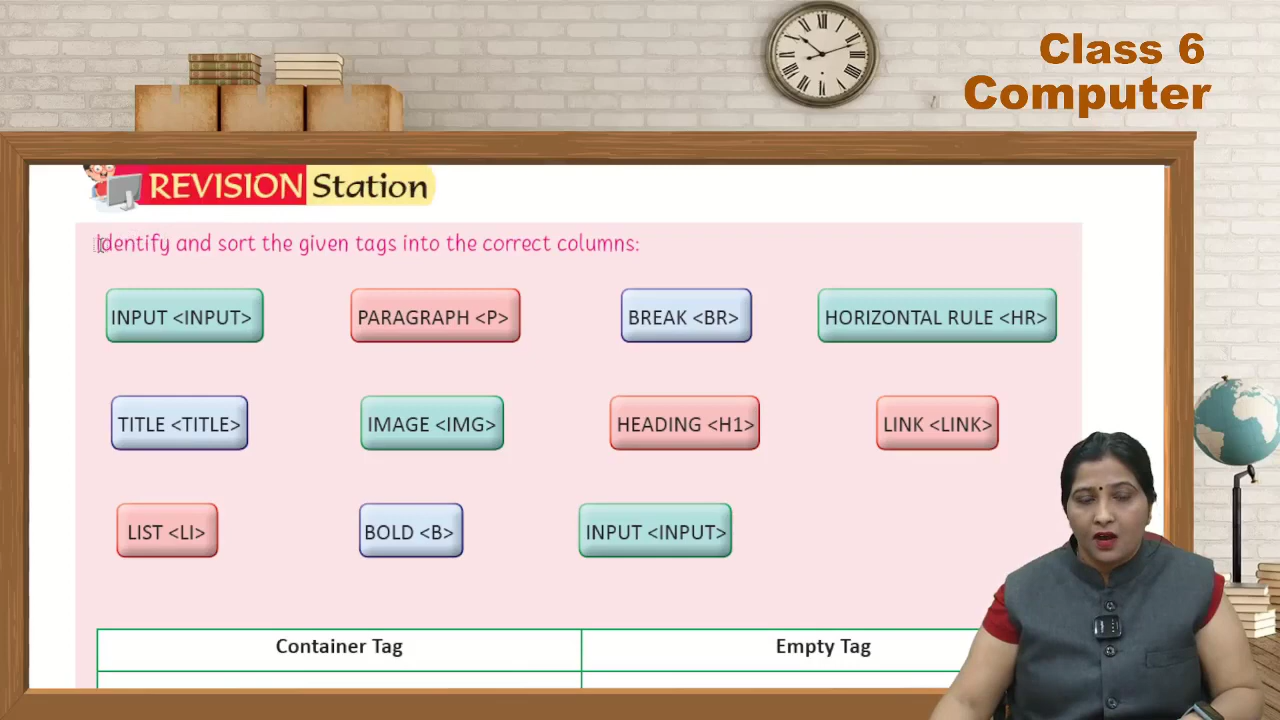 Class 6
Computer
REVISION Station
Identify and sort the given tags into the correct columns:
INPUT <INPUT>
PARAGRAPH <P>
BREAK <BR>
HORIZONTAL RULE <HR>
TITLE <TITLE>
IMAGE <IMG>
HEADING <H1>
LINK <LINK>
LIST <LI>
BOLD <B>
INPUT <INPUT>
Container Tag
Empty Tag